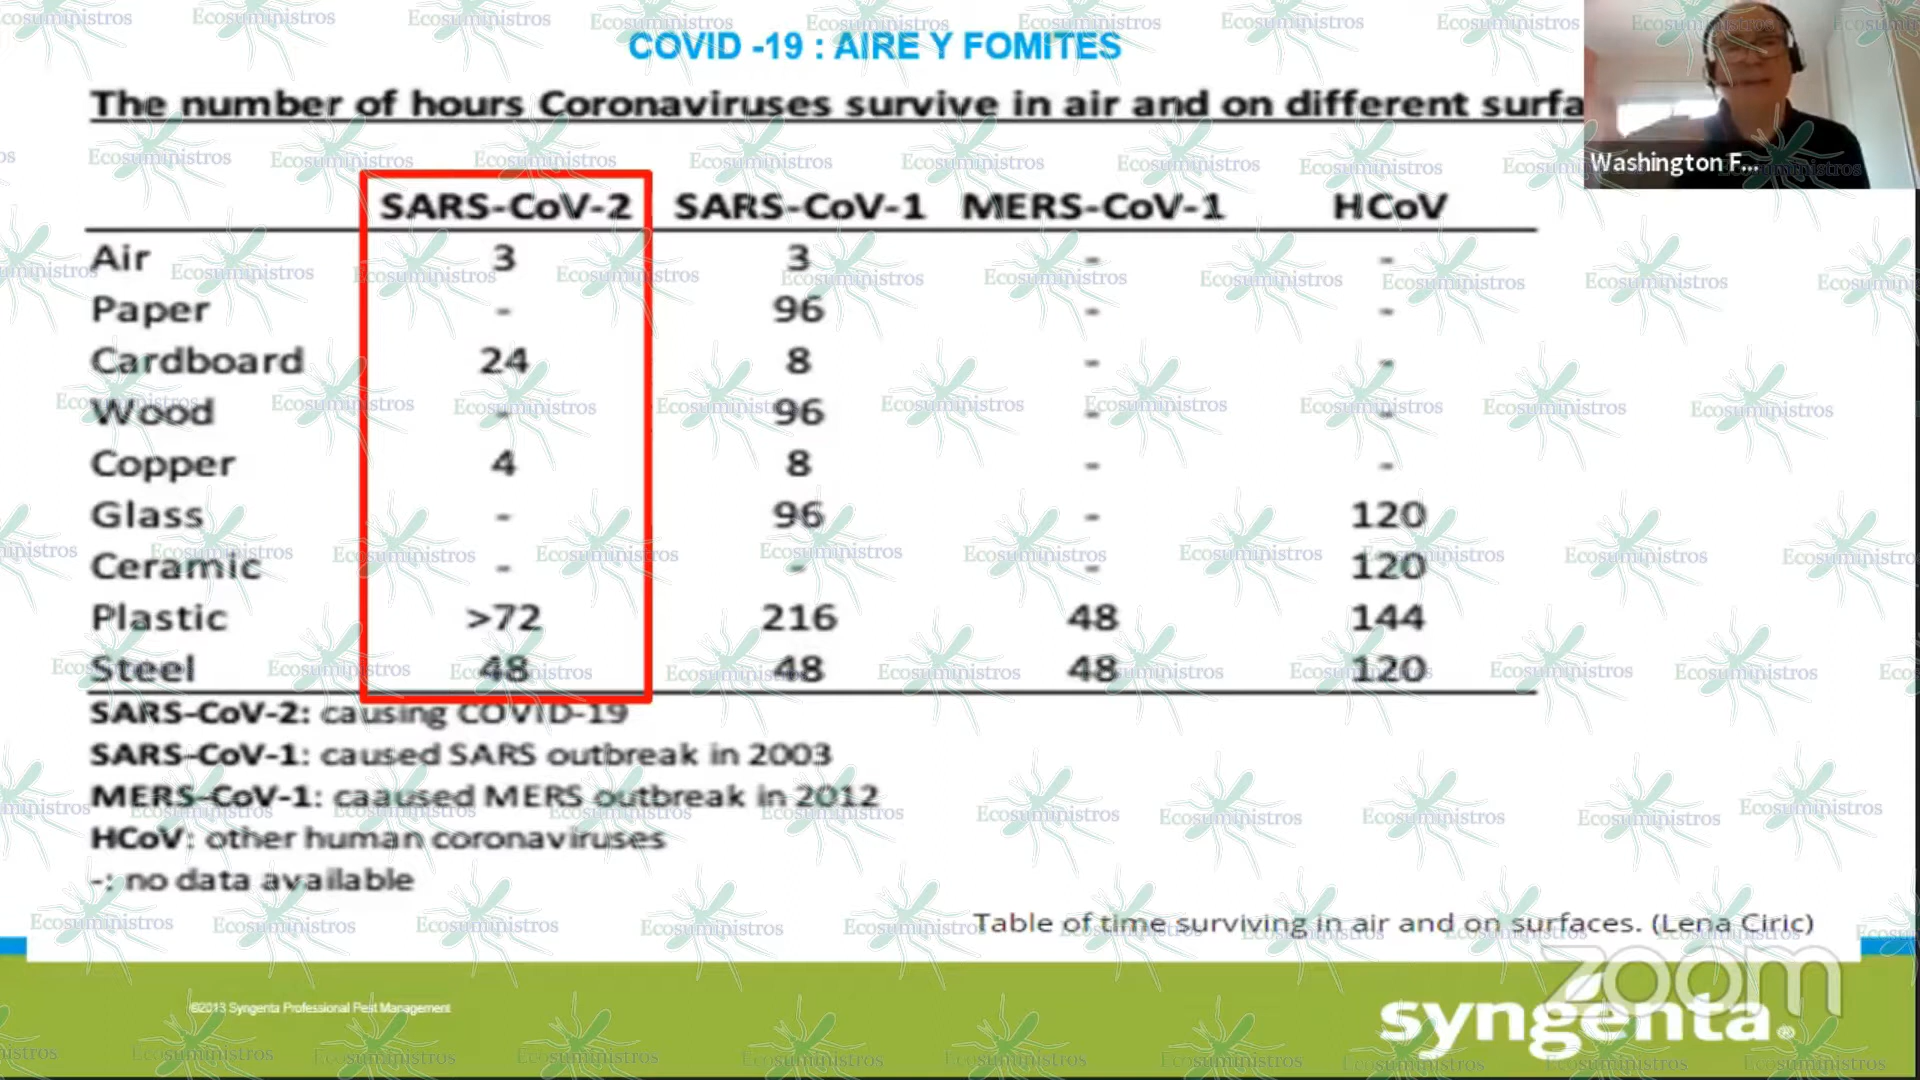 COVID -19 : AIRE Y FOMITES
The number of hours Coronaviruses survive in air and on different surfa
Washington F...
SARS-CoV-2 SARS-CoV-1 MERS-CoV-1 HCoV
Air 3 3 - -
Paper - 96 - -
Cardboard 24 8 - -
Wood - 96 - -
Copper 4 8 - -
Glass - 96 - 120
Ceramic - - - 120
Plastic >72 216 48 144
Steel 48 48 48 120
SARS-CoV-2: causing COVID-19
SARS-CoV-1: caused SARS outbreak in 2003
MERS-CoV-1: caaused MERS outbreak in 2012
HCoV: other human coronaviruses
-: no data available
Table of time surviving in air and on surfaces. (Lena Ciric)
©2013 Syngenta Professional Pest Management
zoom
syngenta®
Ecosuministros